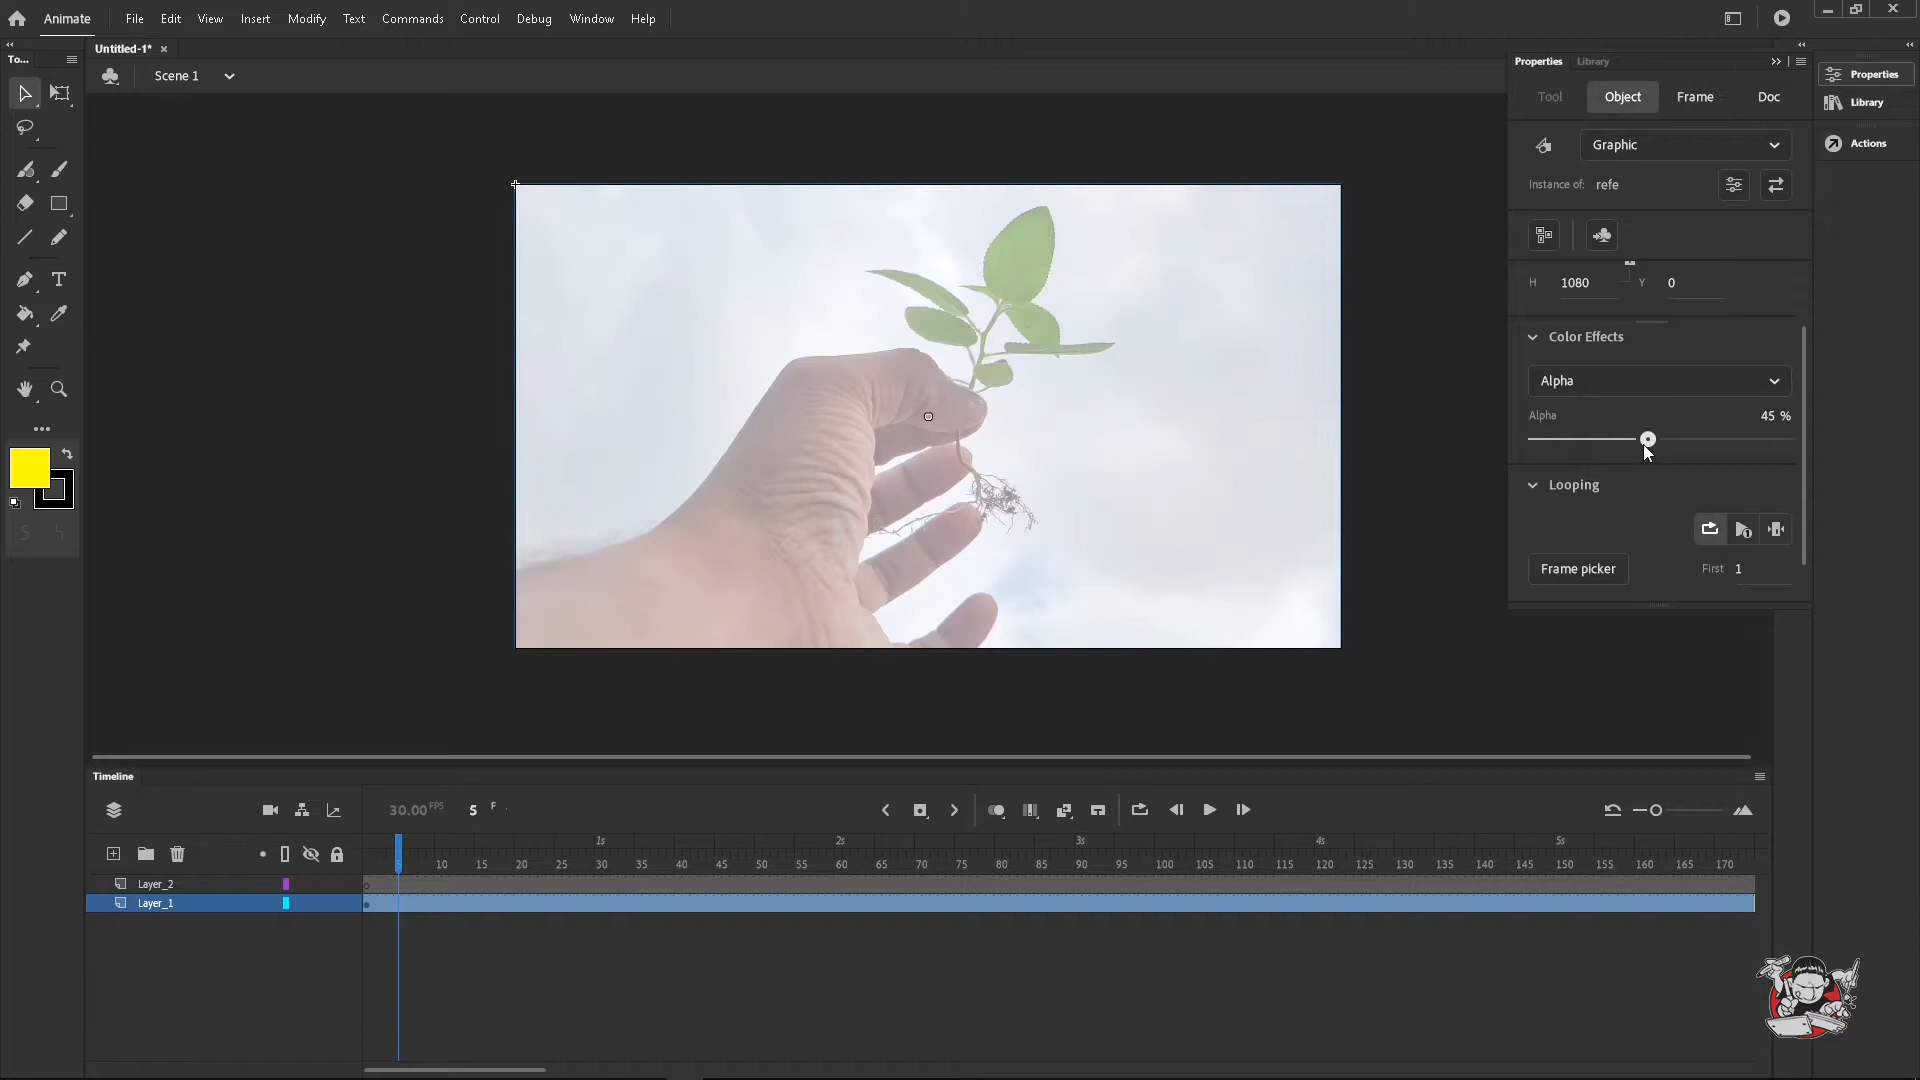 Animate File Edit View Insert Modify Text Commands Control Debug Window Help
To... Untitled-1*
Scene 1
Properties Library
Tool Object Frame Doc
Graphic
Instance of: refe
H 1080 Y 0
Color Effects
Alpha
Alpha 45 %
Looping
Frame picker First 1
Properties
Library
Actions
T
Timeline
30.00 FPS 5 F
1s 2s 3s 4s 5s
5 10 15 20 25 30 35 40 45 50 55 60 65 70 75 80 85 90 95 100 105 110 115 120 125 130 135 140 145 150 155 160 165 170
Layer_2
Layer_1